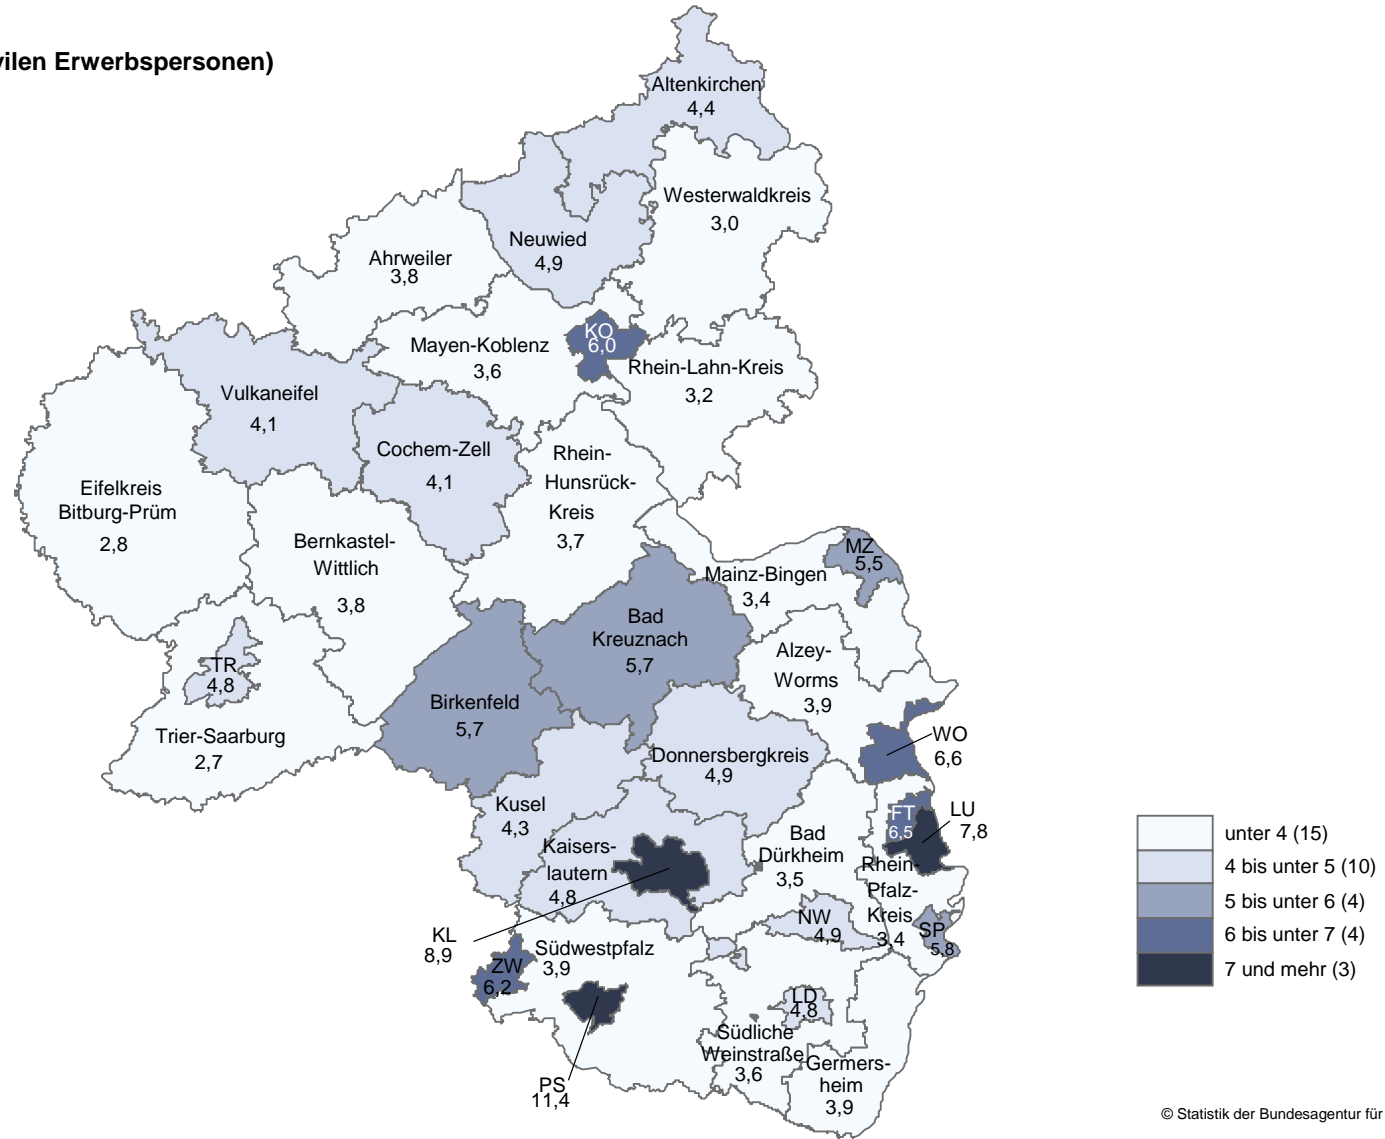 vilen Erwerbspersonen)
Altenkirchen
4,4
Westerwaldkreis
3,0
Neuwied
4,9
Ahrweiler
3,8
KO
6,0
Mayen-Koblenz
3,6
Rhein-Lahn-Kreis
3,2
Vulkaneifel
4,1
Cochem-Zell
4,1
Rhein-
Hunsrück-
Kreis
3,7
Eifelkreis
Bitburg-Prüm
2,8
Bernkastel-
Wittlich
3,8
MZ
5,5
Mainz-Bingen
3,4
Bad
Kreuznach
5,7
Alzey-
Worms
3,9
TR
4,8
Birkenfeld
5,7
Trier-Saarburg
2,7
WO
6,6
Donnersbergkreis
4,9
Kusel
4,3
FT
6,5
LU
7,8
Bad
Dürkheim
3,5
Kaisers-
lautern
4,8
Rhein-
Pfalz-
Kreis
3,4
NW
4,9
SP
5,8
KL
8,9
Südwestpfalz
3,9
ZW
6,2
LD
4,8
Südliche
Weinstraße
3,6
Germers-
heim
3,9
PS
11,4
unter 4 (15)
4 bis unter 5 (10)
5 bis unter 6 (4)
6 bis unter 7 (4)
7 und mehr (3)
© Statistik der Bundesagentur für